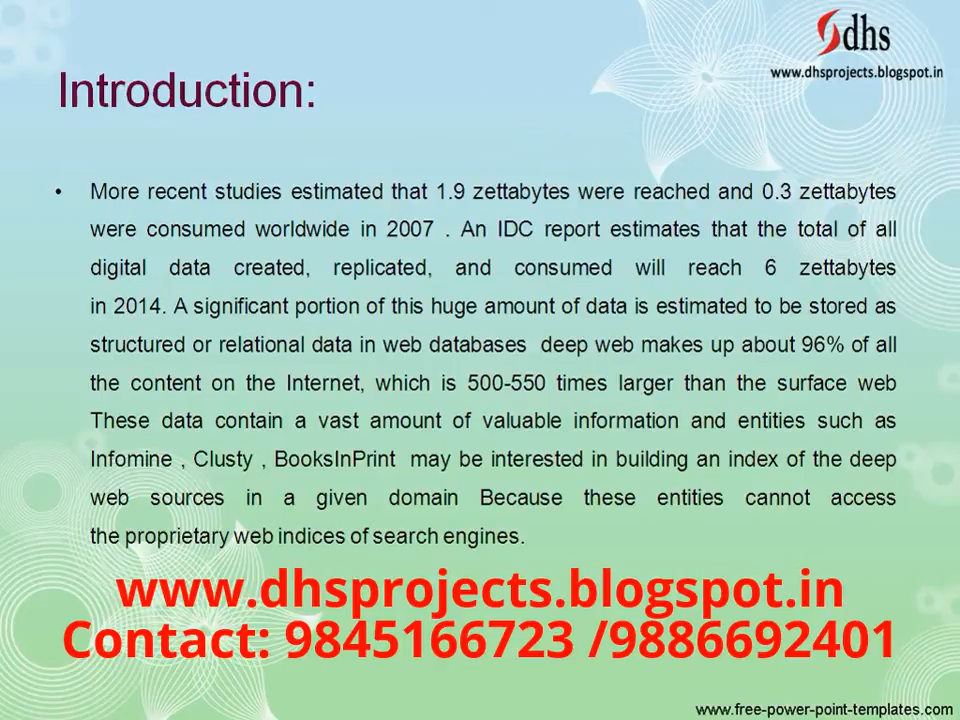 dhs
www.dhsprojects.blogspot.in
Introduction:
• More recent studies estimated that 1.9 zettabytes were reached and 0.3 zettabytes
were consumed worldwide in 2007 . An IDC report estimates that the total of all
digital data created, replicated, and consumed will reach 6 zettabytes
in 2014. A significant portion of this huge amount of data is estimated to be stored as
structured or relational data in web databases deep web makes up about 96% of all
the content on the Internet, which is 500-550 times larger than the surface web
These data contain a vast amount of valuable information and entities such as
Infomine , Clusty , BooksInPrint may be interested in building an index of the deep
web sources in a given domain Because these entities cannot access
the proprietary web indices of search engines.
www.dhsprojects.blogspot.in
Contact: 9845166723 /9886692401
www.free-power-point-templates.com